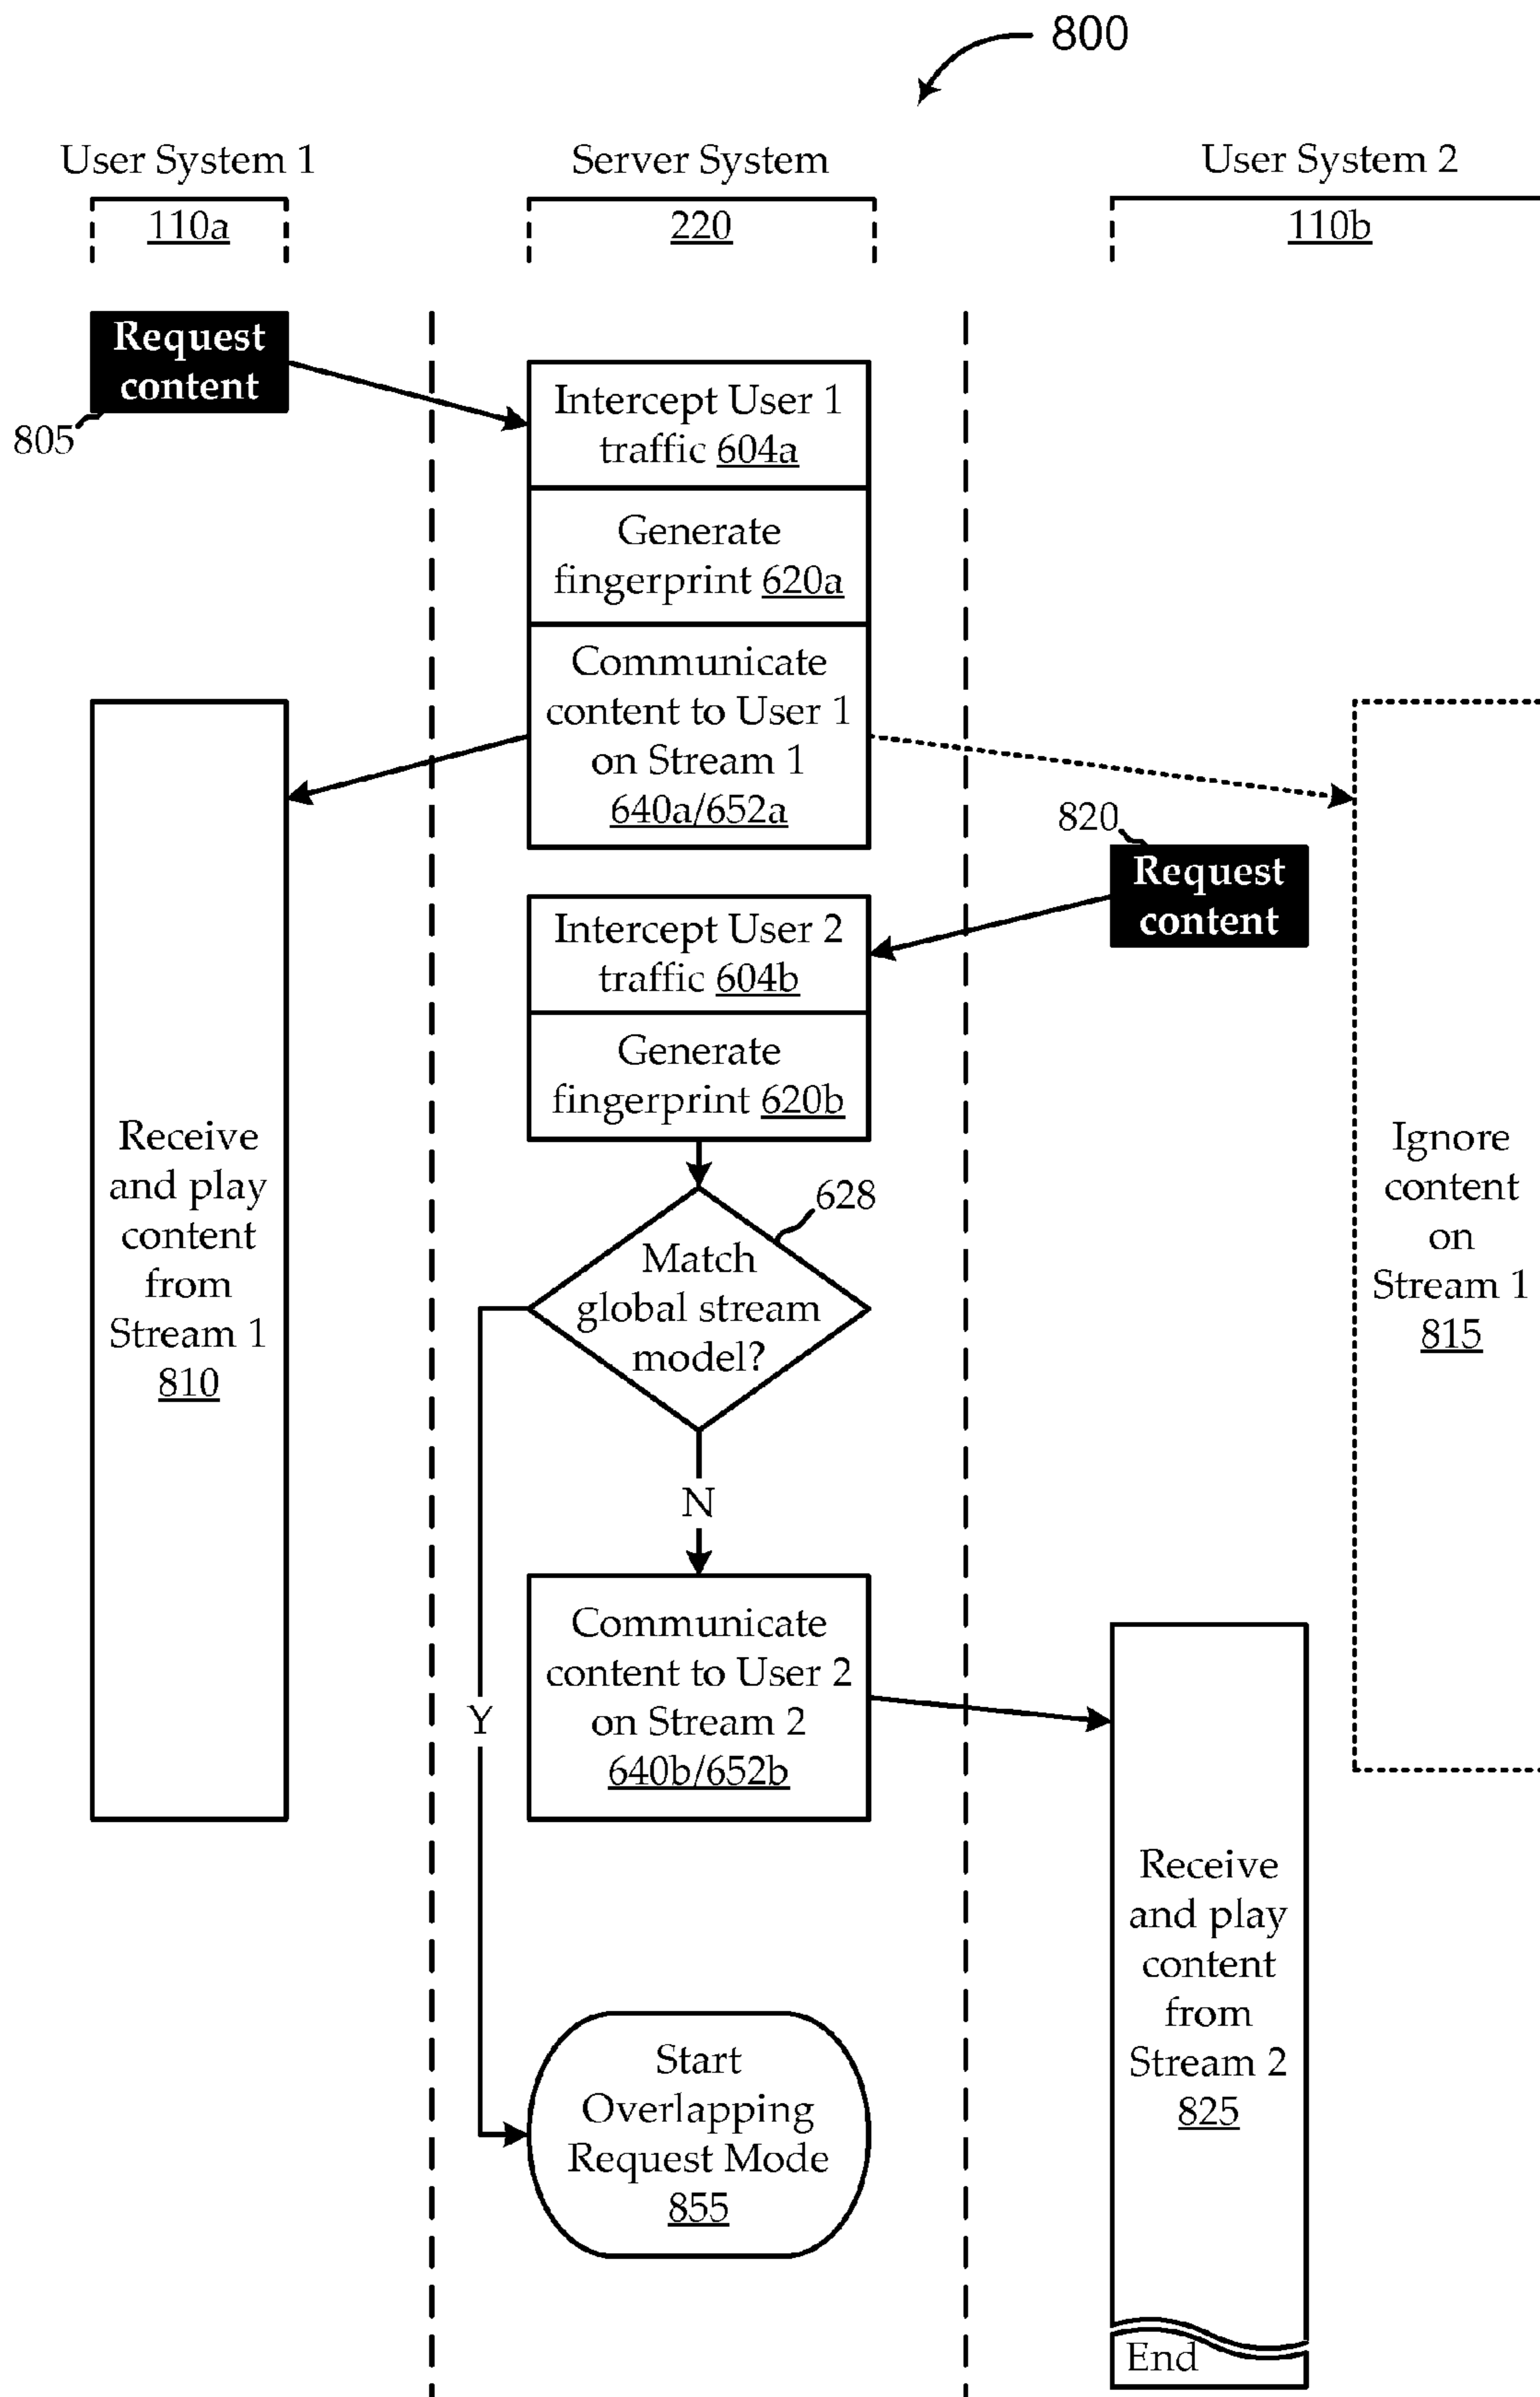 800
User System 1
110a
Server System
220
User System 2
110b
Request
content
805
Intercept User 1
traffic 604a
Generate
fingerprint 620a
Communicate
content to User 1
on Stream 1
640a/652a
820
Request
content
Intercept User 2
traffic 604b
Generate
fingerprint 620b
Receive
and play
content
from
Stream 1
810
Ignore
content
on
Stream 1
815
628
Match
global stream
model?
N
Y
Communicate
content to User 2
on Stream 2
640b/652b
Receive
and play
content
from
Stream 2
825
Start
Overlapping
Request Mode
855
End